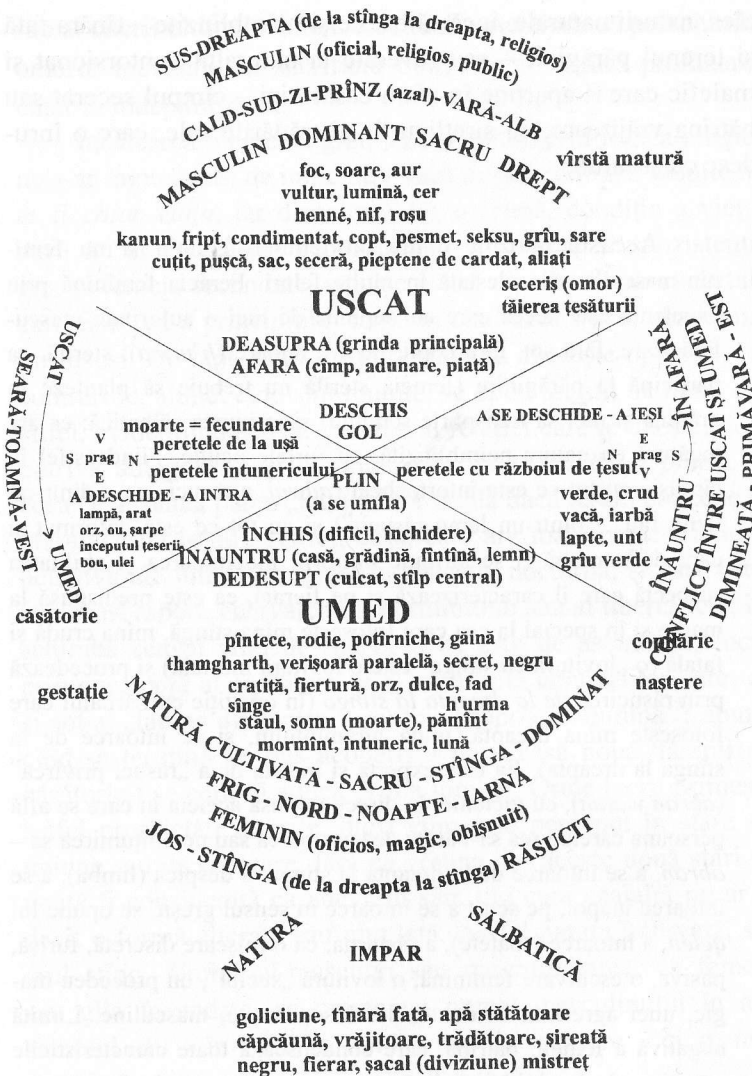 SUS-DREAPTA (de la stînga la dreapta, religios)
MASCULIN (oficial, religios, public)
CALD-SUD-ZI-PRÎNZ (azal)-VARĂ-ALB
MASCULIN DOMINANT SACRU DREPT
vîrstă matură
foc, soare, aur
vultur, lumină, cer
henné, nif, roșu
kanun, fript, condimentat, copt, pesmet, seksu, grîu, sare
cuțit, pușcă, sac, seceră, pieptene de cardat, aliați
seceriș (omor)
tăierea țesăturii
USCAT
DEASUPRA (grinda principală)
AFARĂ (cîmp, adunare, piață)
USCAT
UMED
SEARA-TOAMNĂ-VEST
DESCHIS
GOL
A SE DESCHIDE - A IEȘI
moarte = fecundare
peretele de la ușă
V
S prag N
E
E
N prag S
V
peretele întunericului
peretele cu războiul de țesut
PLIN
(a se umfla)
A DESCHIDE - A INTRA
lampă, arat
orz, ou, șarpe
începutul țeserii
bou, ulei
verde, crud
teacă, iarbă
lapte, unt
grîu verde
ÎNĂUNTRU
ÎN AFARĂ
CONFLICT ÎNTRE USCAT ȘI UMED
DIMINEAȚĂ - PRIMĂVARA - EST
ÎNCHIS (dificil, închidere)
ÎNĂUNTRU (casă, grădină, fîntînă, lemn)
DEDESUPT (culcat, stîlp central)
UMED
căsătorie
copilărie
pîntece, rodie, potîrniche, găină
thamgharth, verișoară paralelă, secret, negru
gestație
naștere
cratiță, fiertură, orz, dulce, fad
sînge h'urma
staul, somn (moarte), pămînt
mormînt, întuneric, lună
NATURA CULTIVATĂ - SACRU - STÎNGA - DOMINAT
FRIG - NORD - NOAPTE - IARNĂ
FEMININ (oficios, magic, obișnuit)
JOS - STÎNGA (de la dreapta la stînga) RĂSUCIT
NATURĂ SĂLBATICĂ
IMPAR
goliciune, tînără fată, apă stătătoare
căpcăună, vrăjitoare, trădătoare, șireată
negru, fierar, șacal (diviziune) mistreț